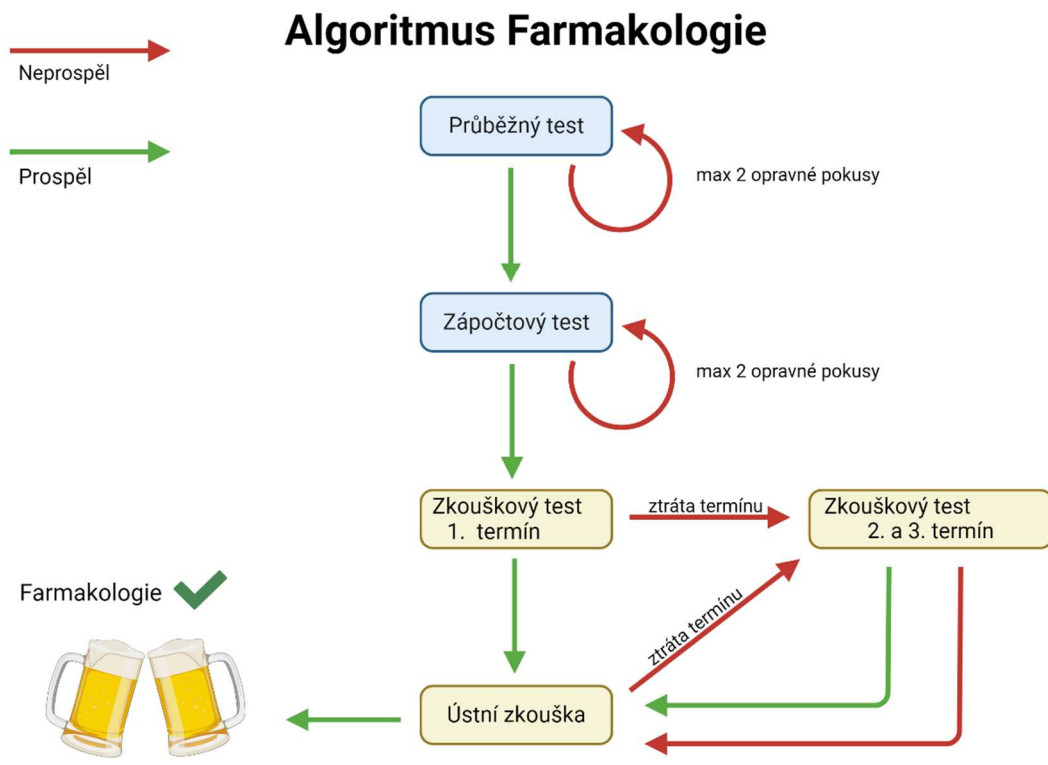 Algoritmus Farmakologie
Neprospěl
Prospěl
Průběžný test
max 2 opravné pokusy
Zápočtový test
max 2 opravné pokusy
Zkouškový test
1. termín
ztráta termínu
Zkouškový test
2. a 3. termín
ztráta termínu
Farmakologie
Ústní zkouška